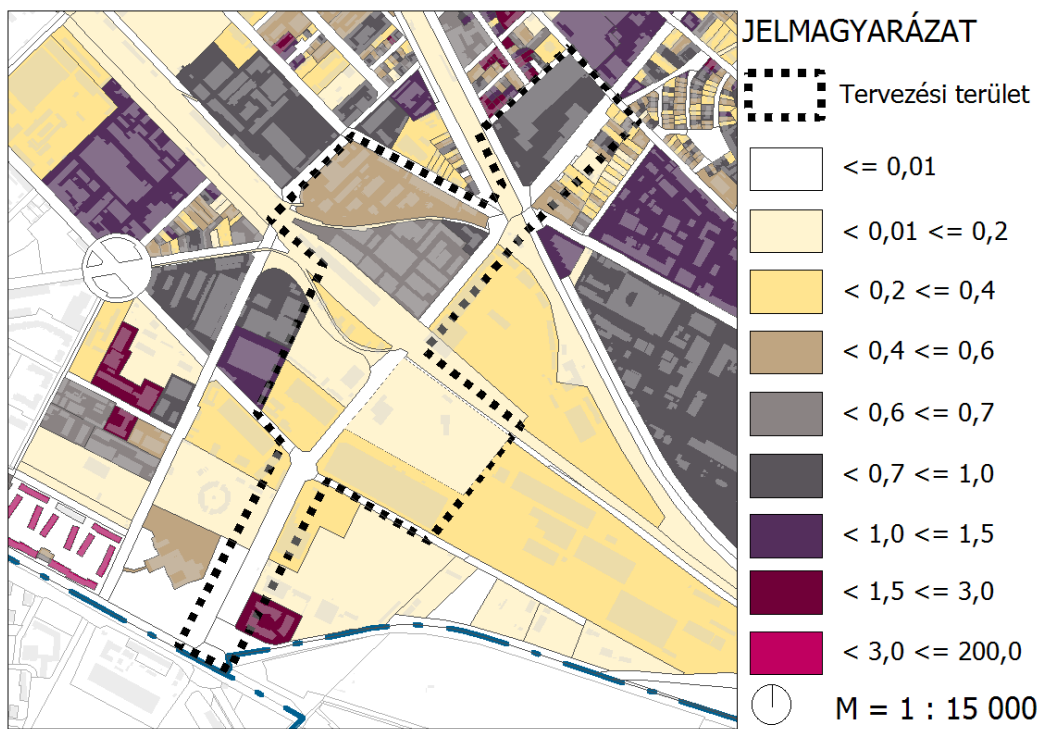 JELMAGYARÁZAT
Tervezési terület
<= 0,01
< 0,01 <= 0,2
< 0,2 <= 0,4
< 0,4 <= 0,6
< 0,6 <= 0,7
< 0,7 <= 1,0
< 1,0 <= 1,5
< 1,5 <= 3,0
< 3,0 <= 200,0
M = 1 : 15 000